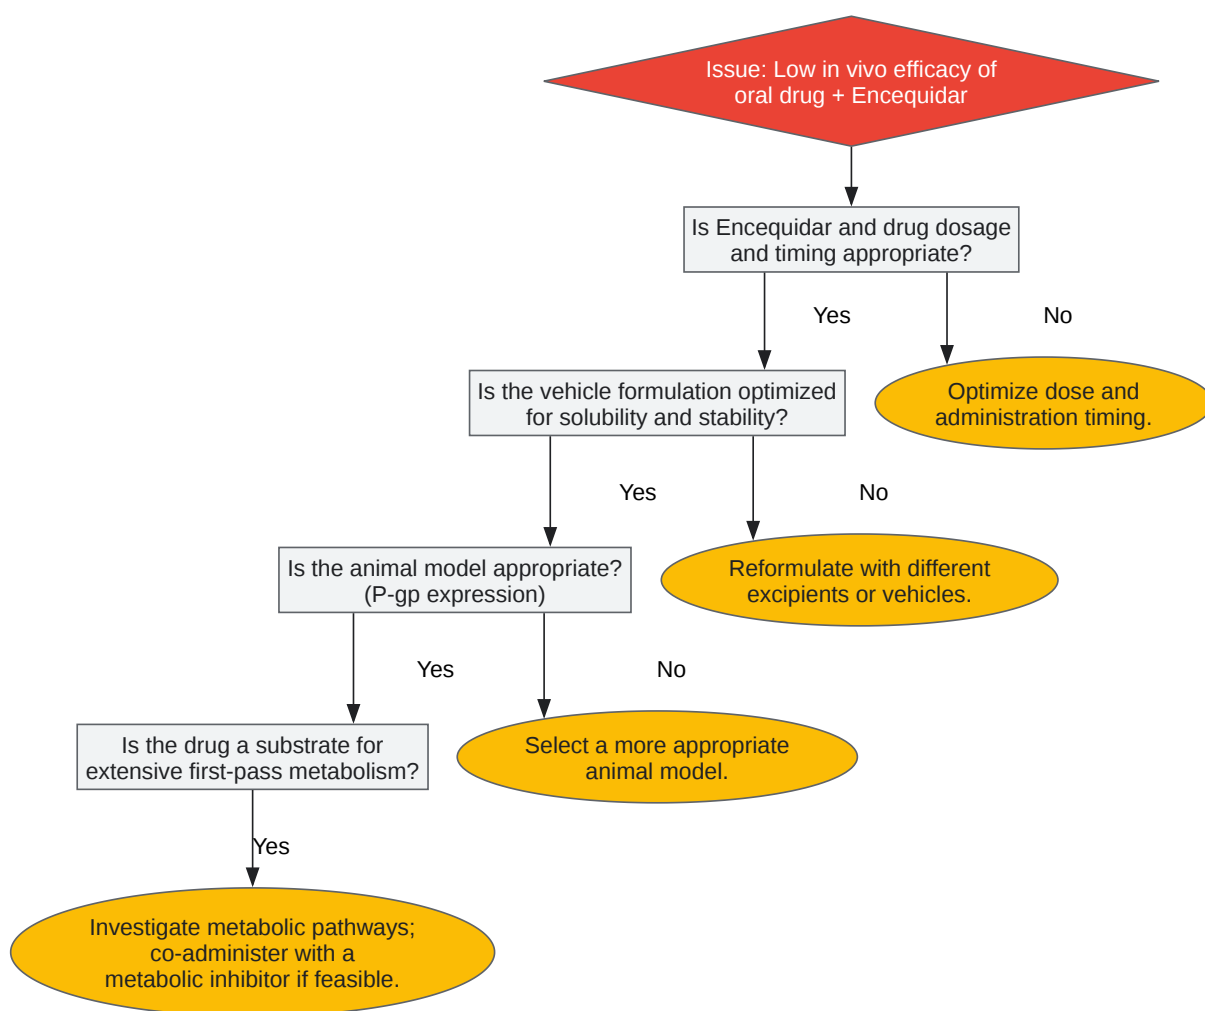 Issue: Low in vivo efficacy of
oral drug + Encequidar
Is Encequidar and drug dosage
and timing appropriate?
Yes
No
Is the vehicle formulation optimized
for solubility and stability?
Optimize dose and
administration timing.
Yes
No
Is the animal model appropriate?
(P-gp expression)
Reformulate with different
excipients or vehicles.
Yes
No
Is the drug a substrate for
extensive first-pass metabolism?
Select a more appropriate
animal model.
Yes
Investigate metabolic pathways;
co-administer with a
metabolic inhibitor if feasible.